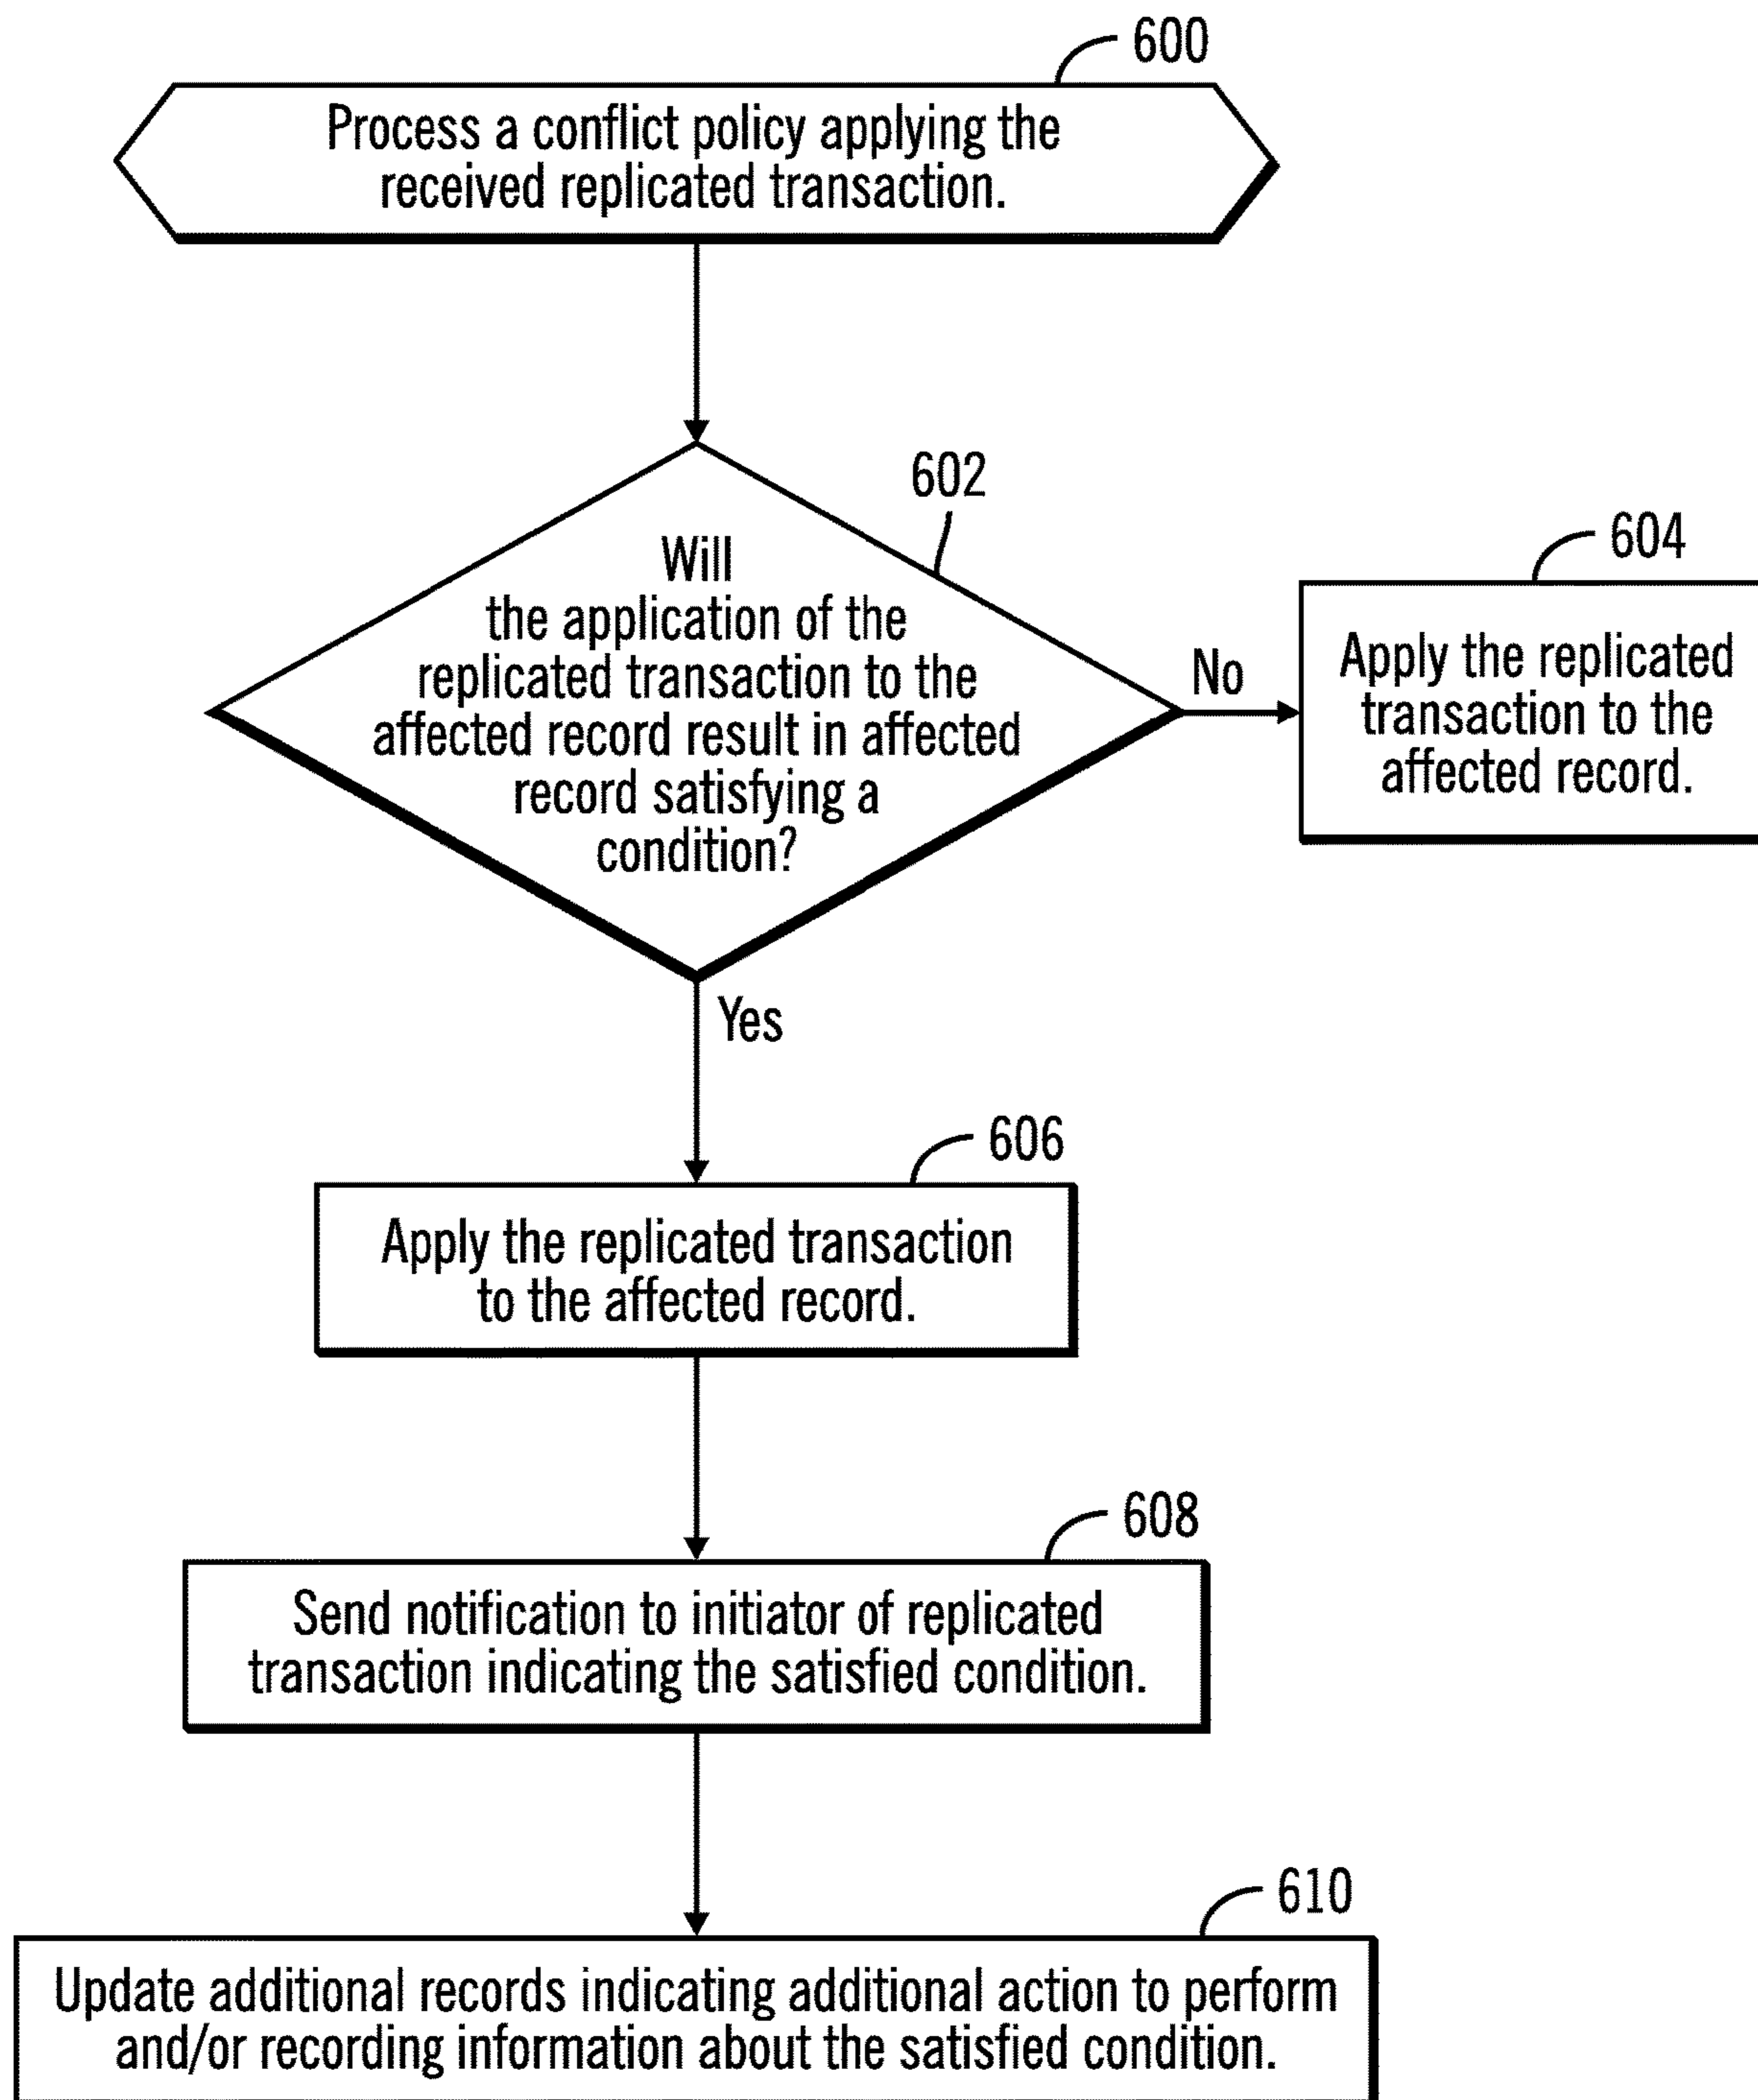 600
Process a conflict policy applying the
received replicated transaction.
602
Will
the application of the
replicated transaction to the
affected record result in affected
record satisfying a
condition?
No
604
Apply the replicated
transaction to the
affected record.
Yes
606
Apply the replicated transaction
to the affected record.
608
Send notification to initiator of replicated
transaction indicating the satisfied condition.
610
Update additional records indicating additional action to perform
and/or recording information about the satisfied condition.